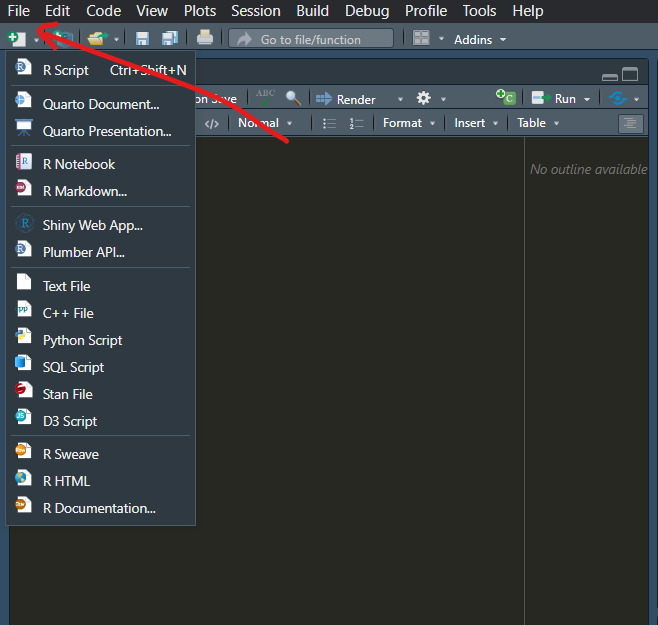 File Edit Code View Plots Session Build Debug Profile Tools Help
Go to file/function Addins
R Script Ctrl+Shift+N
on Save ABC Render Run
Quarto Document...
Normal Format Insert Table
Quarto Presentation...
R Notebook
No outline available
R Markdown...
Shiny Web App...
Plumber API...
Text File
C++ File
Python Script
SQL Script
Stan File
D3 Script
R Sweave
R HTML
R Documentation...